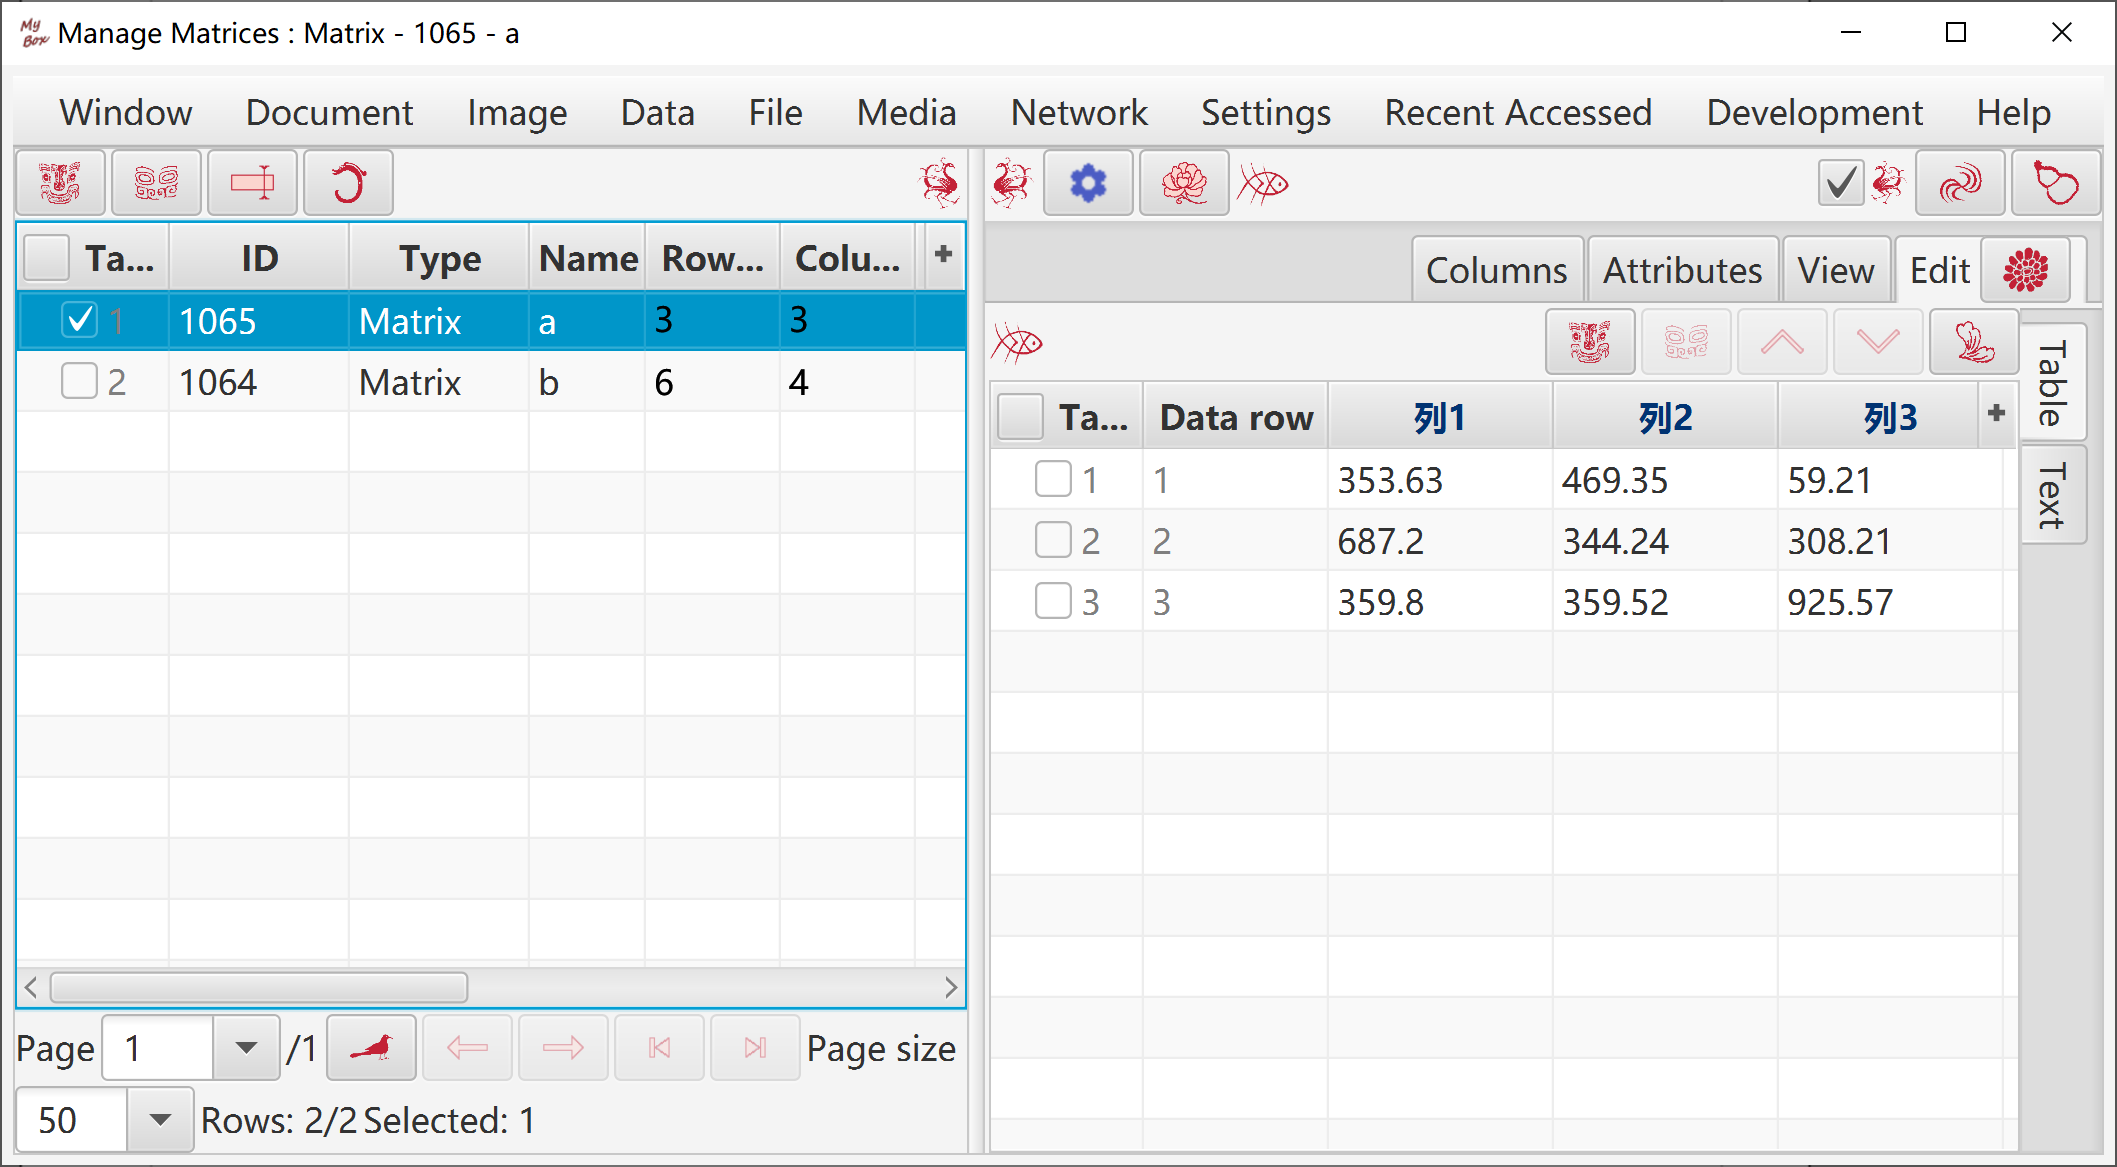 My Box Manage Matrices : Matrix - 1065 - a
Window Document Image Data File Media Network Settings Recent Accessed Development Help
Ta... ID Type Name Row... Colu... +
1 1065 Matrix a 3 3
2 1064 Matrix b 6 4
Page 1 /1 Page size
50 Rows: 2/2 Selected: 1
Columns Attributes View Edit
Ta... Data row 列1 列2 列3 +
1 1 353.63 469.35 59.21
2 2 687.2 344.24 308.21
3 3 359.8 359.52 925.57
Table
Text